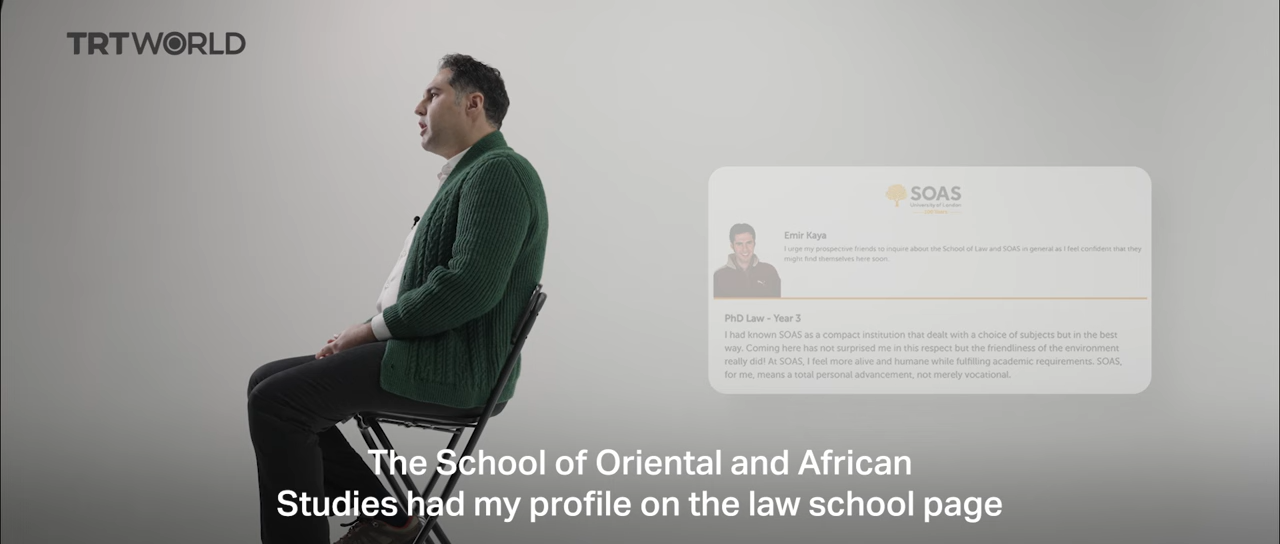 TRT WORLD
SOAS
University of London
Emir Kaya
I urge my prospective friends to inquire about the School of Law and SOAS in general as I feel confident that they
might find themselves here soon.
PhD Law - Year 3
I had known SOAS as a compact institution that dealt with a choice of subjects but in the best
way. Coming here has not surprised me in this respect but the friendliness of the environment
really did! At SOAS, I feel more alive and humane while fulfilling academic requirements. SOAS,
for me, means a total personal advancement, not merely vocational.
The School of Oriental and African
Studies had my profile on the law school page